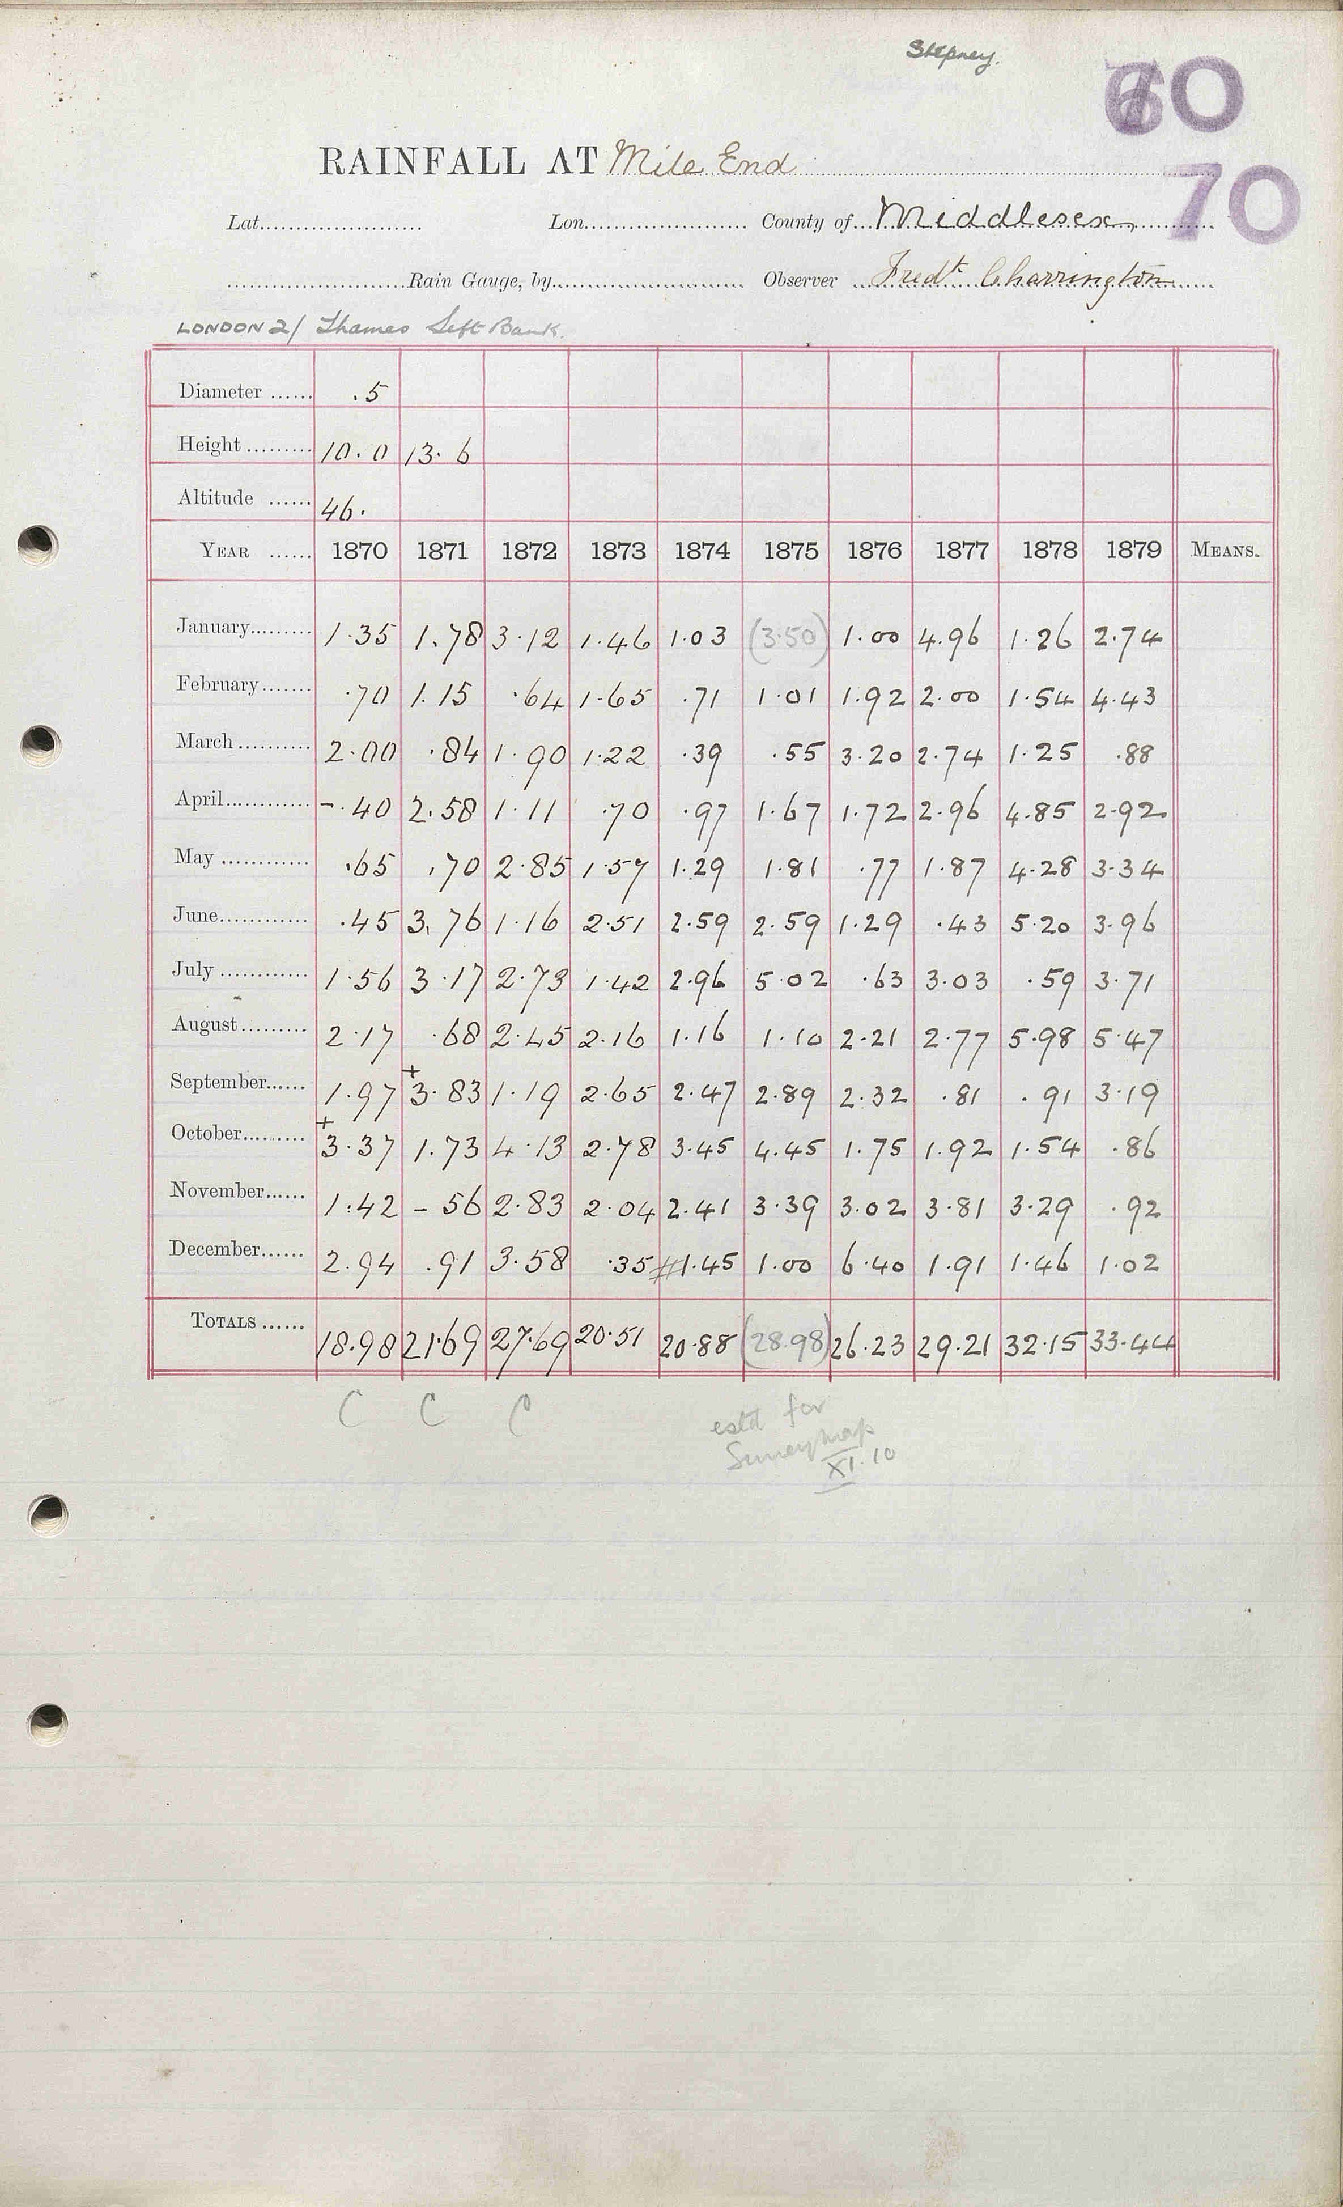 Stepney.
60
70
RAINFALL AT Mile End
Lat. Lon. County of Middlesex
Rain Gauge, by Observer Fredk. Charrington
LONDON 2/ Thames Left Bank.
Diameter ...... .5
Height ......... 10.0 13.6
Altitude ...... 46.
YEAR ...... 1870 1871 1872 1873 1874 1875 1876 1877 1878 1879 MEANS.
January......... 1.35 1.78 3.12 1.46 1.03 (3.50) 1.00 4.96 1.26 2.74
February....... .70 1.15 .64 1.65 .71 1.01 1.92 2.00 1.54 4.43
March .......... 2.00 .84 1.90 1.22 .39 .55 3.20 2.74 1.25 .88
April............ -.40 2.58 1.11 .70 .97 1.67 1.72 2.96 4.85 2.92
May ............ .65 .70 2.85 1.57 1.29 1.81 .77 1.87 4.28 3.34
June............ .45 3.76 1.16 2.51 2.59 2.59 1.29 .43 5.20 3.96
July ............ 1.56 3.17 2.73 1.42 2.96 5.02 .63 3.03 .59 3.71
August ......... 2.17 .68 2.45 2.16 1.16 1.10 2.21 2.77 5.98 5.47
September...... 1.97 +3.83 1.19 2.65 2.47 2.89 2.32 .81 .91 3.19
October......... +3.37 1.73 4.13 2.78 3.45 4.45 1.75 1.92 1.54 .86
November...... 1.42 - 56 2.83 2.04 2.41 3.39 3.02 3.81 3.29 .92
December...... 2.94 .91 3.58 .35 1.45 1.00 6.40 1.91 1.46 1.02
TOTALS ...... 18.98 21.69 27.69 20.51 20.88 (28.98) 26.23 29.21 32.15 33.44
C C C
estd for
Surrey map
XI.10